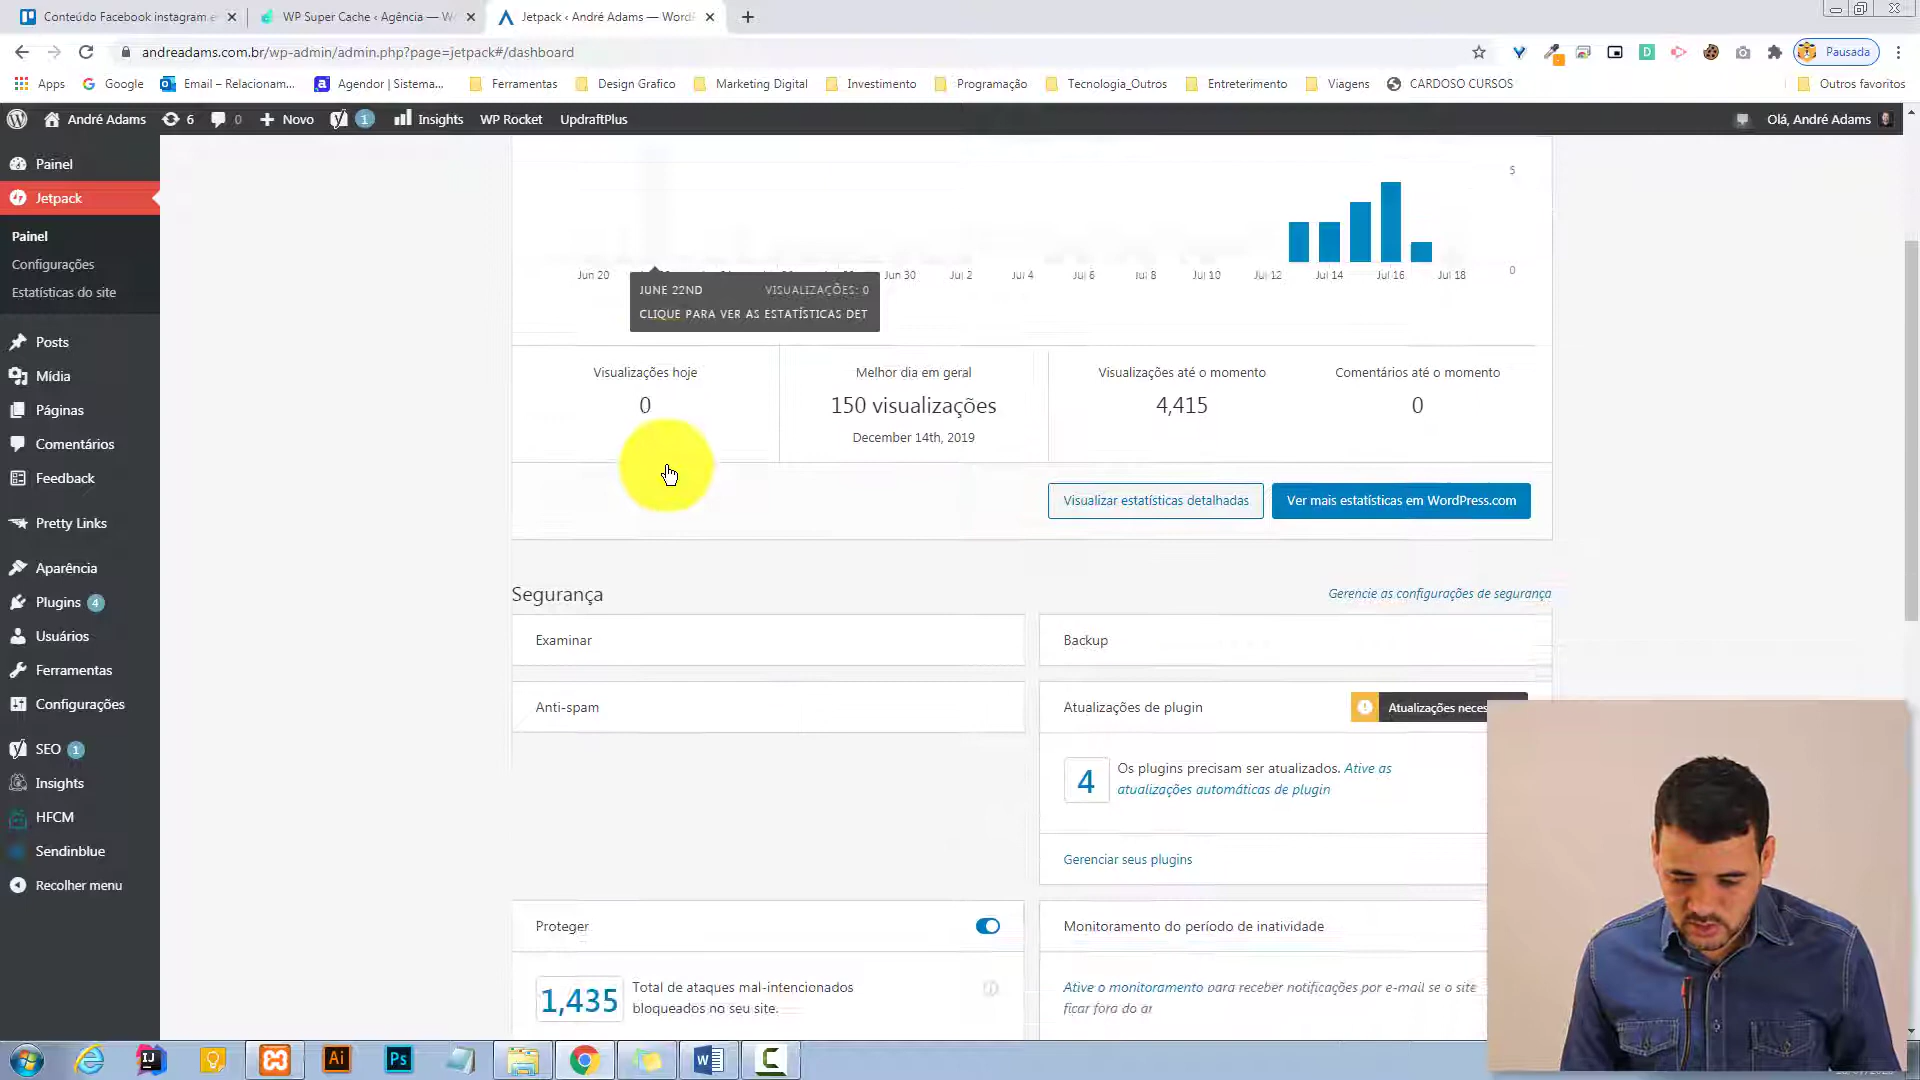 Conteúdo Facebook instagram e
WP Super Cache ‹ Agência — W
Jetpack ‹ André Adams — WordP
andreadams.com.br/wp-admin/admin.php?page=jetpack#/dashboard
Pausada
Apps
Google
Email – Relacionam...
Agendor | Sistema...
Ferramentas
Design Grafico
Marketing Digital
Investimento
Programação
Tecnologia_Outros
Entreterimento
Viagens
CARDOSO CURSOS
Outros favoritos
André Adams
6
0
Novo
1
Insights
WP Rocket
UpdraftPlus
Olá, André Adams
Painel
Jetpack
Painel
Configurações
Estatísticas do site
Posts
Mídia
Páginas
Comentários
Feedback
Pretty Links
Aparência
Plugins 4
Usuários
Ferramentas
Configurações
SEO 1
Insights
HFCM
Sendinblue
Recolher menu
5
0
Jun 20
Jun 30
Jul 2
Jul 4
Jul 6
Jul 8
Jul 10
Jul 12
Jul 14
Jul 16
Jul 18
JUNE 22ND VISUALIZAÇÕES: 0
CLIQUE PARA VER AS ESTATÍSTICAS DET
Visualizações hoje
0
Melhor dia em geral
150 visualizações
December 14th, 2019
Visualizações até o momento
4,415
Comentários até o momento
0
Visualizar estatísticas detalhadas
Ver mais estatísticas em WordPress.com
Segurança
Gerencie as configurações de segurança
Examinar
Backup
Anti-spam
Atualizações de plugin
Atualizações neces
4
Os plugins precisam ser atualizados. Ative as
atualizações automáticas de plugin
Gerenciar seus plugins
Proteger
1,435
Total de ataques mal-intencionados
bloqueados no seu site.
Monitoramento do período de inatividade
Ative o monitoramento para receber notificações por e-mail se o site
ficar fora do ar